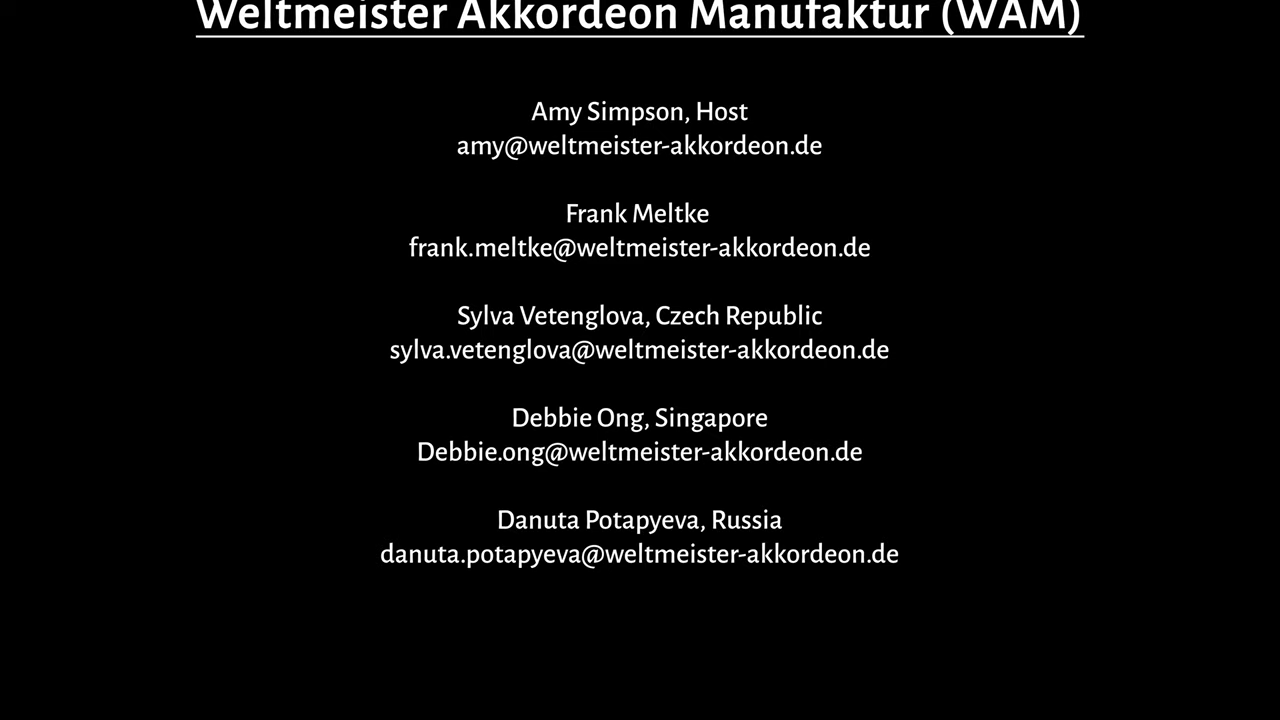 Weltmeister Akkordeon Manufaktur (WAM)
Amy Simpson, Host
amy@weltmeister-akkordeon.de
Frank Meltke
frank.meltke@weltmeister-akkordeon.de
Sylva Vetenglova, Czech Republic
sylva.vetenglova@weltmeister-akkordeon.de
Debbie Ong, Singapore
Debbie.ong@weltmeister-akkordeon.de
Danuta Potapyeva, Russia
danuta.potapyeva@weltmeister-akkordeon.de